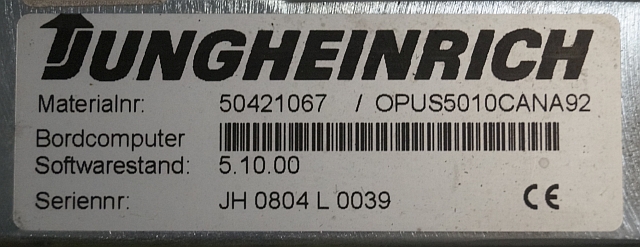 JUNGHEINRICH
Materialnr: 50421067 / OPUS5010CANA92
Bordcomputer
Softwarestand: 5.10.00
Seriennr: JH 0804 L 0039 CE